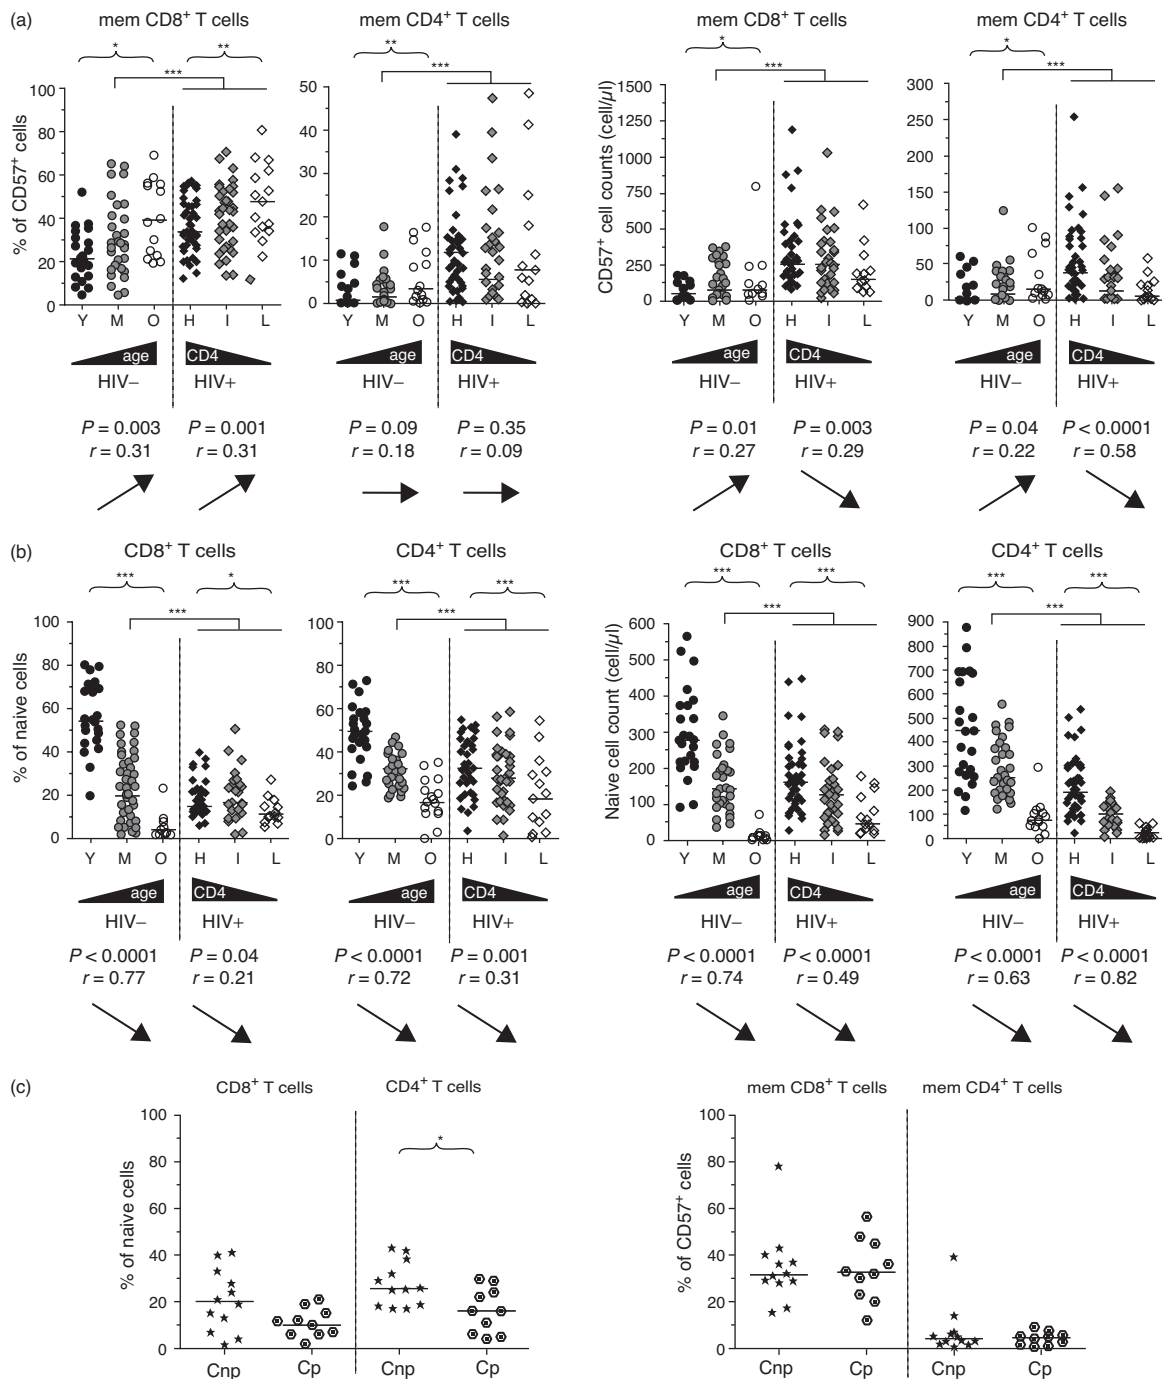 (a)
mem CD8+ T cells
mem CD4+ T cells
mem CD8+ T cells
mem CD4+ T cells
* ** ** * *
*** *** *** ***
% of CD57+ cells
100
80
60
40
20
0
Y M O H I L
50
40
30
20
10
0
Y M O H I L
CD57+ cell counts (cell/µl)
1500
1250
1000
750
500
250
0
Y M O H I L
300
250
200
150
100
50
0
Y M O H I L
age CD4 age CD4 age CD4 age CD4
HIV− HIV+ HIV− HIV+ HIV− HIV+ HIV− HIV+
P = 0.003 P = 0.001 P = 0.09 P = 0.35 P = 0.01 P = 0.003 P = 0.04 P < 0.0001
r = 0.31 r = 0.31 r = 0.18 r = 0.09 r = 0.27 r = 0.29 r = 0.22 r = 0.58
(b)
CD8+ T cells
CD4+ T cells
CD8+ T cells
CD4+ T cells
*** * *** *** *** *** *** ***
*** *** *** ***
% of naive cells
100
80
60
40
20
0
Y M O H I L
100
80
60
40
20
0
Y M O H I L
Naive cell count (cell/µl)
600
500
400
300
200
100
0
Y M O H I L
900
800
700
600
500
400
300
200
100
0
Y M O H I L
age CD4 age CD4 age CD4 age CD4
HIV− HIV+ HIV− HIV+ HIV− HIV+ HIV− HIV+
P < 0.0001 P = 0.04 P < 0.0001 P = 0.001 P < 0.0001 P < 0.0001 P < 0.0001 P < 0.0001
r = 0.77 r = 0.21 r = 0.72 r = 0.31 r = 0.74 r = 0.49 r = 0.63 r = 0.82
(c)
CD8+ T cells
CD4+ T cells
mem CD8+ T cells
mem CD4+ T cells
*
% of naive cells
100
80
60
40
20
0
Cnp Cp Cnp Cp
% of CD57+ cells
100
80
60
40
20
0
Cnp Cp Cnp Cp